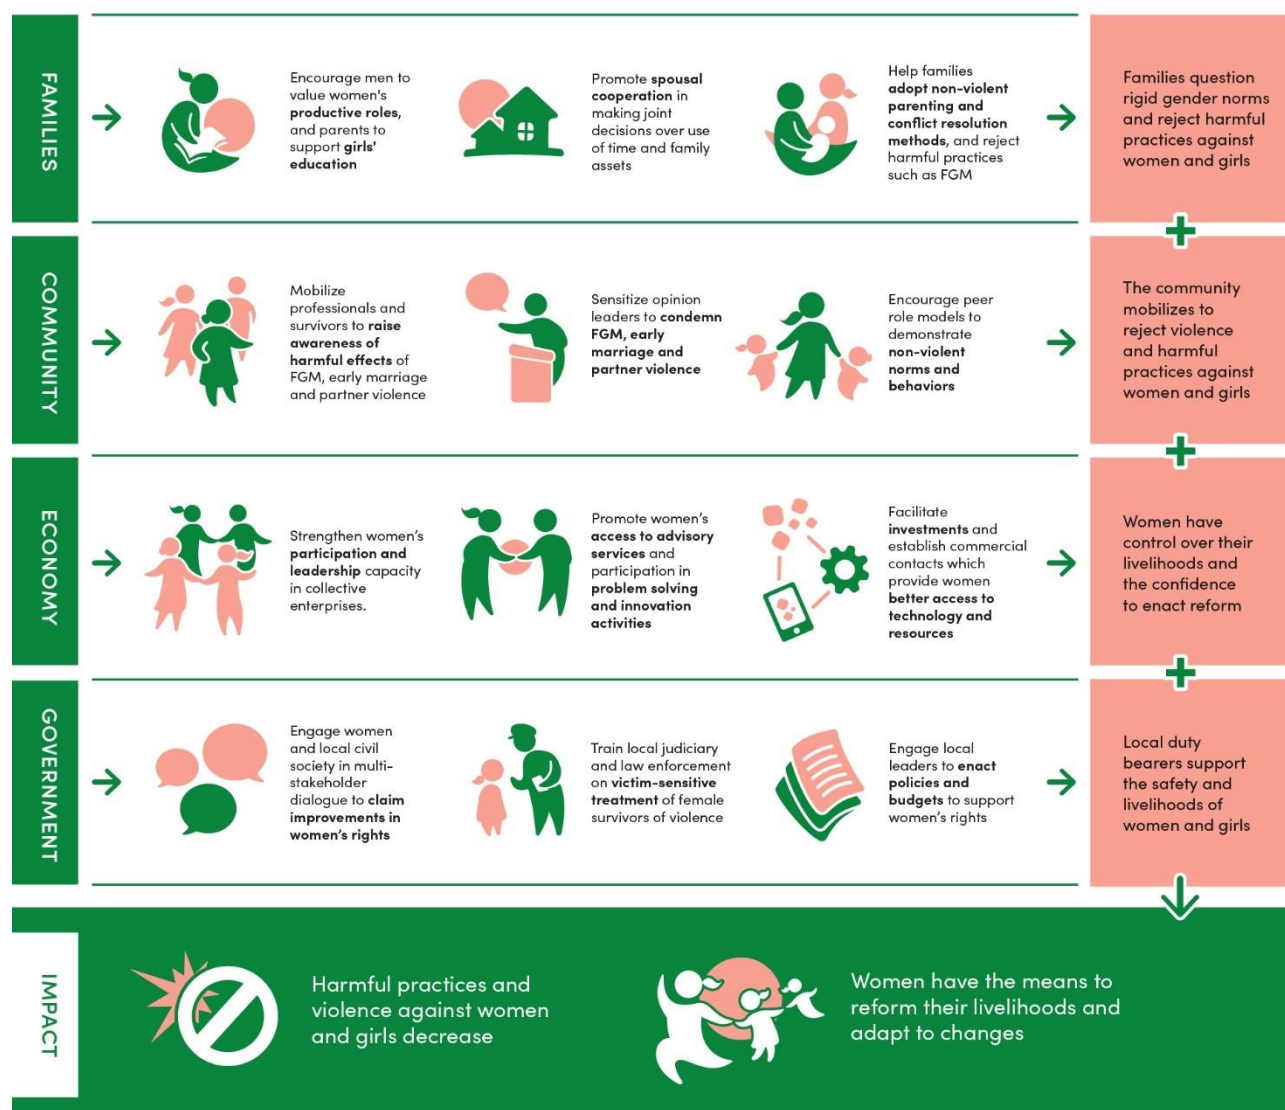 FAMILIES
Encourage men to
value women's
productive roles,
and parents to
support girls'
education
Promote spousal
cooperation in
making joint
decisions over use
of time and family
assets
Help families
adopt non-violent
parenting and
conflict resolution
methods, and reject
harmful practices
such as FGM
Families question
rigid gender norms
and reject harmful
practices against
women and girls
COMMUNITY
Mobilize
professionals and
survivors to raise
awareness of
harmful effects of
FGM, early marriage
and partner violence
Sensitize opinion
leaders to condemn
FGM, early
marriage and
partner violence
Encourage peer
role models to
demonstrate
non-violent
norms and
behaviors
The community
mobilizes to
reject violence
and harmful
practices against
women and girls
ECONOMY
Strengthen women’s
participation and
leadership capacity
in collective
enterprises.
Promote women’s
access to advisory
services and
participation in
problem solving
and innovation
activities
Facilitate
investments and
establish commercial
contacts which
provide women
better access to
technology and
resources
Women have
control over their
livelihoods and
the confidence
to enact reform
GOVERNMENT
Engage women
and local civil
society in multi-
stakeholder
dialogue to claim
improvements in
women’s rights
Train local judiciary
and law enforcement
on victim-sensitive
treatment of female
survivors of violence
Engage local
leaders to enact
policies and
budgets to support
women’s rights
Local duty
bearers support
the safety and
livelihoods of
women and girls
IMPACT
Harmful practices and
violence against women
and girls decrease
Women have the means to
reform their livelihoods and
adapt to changes